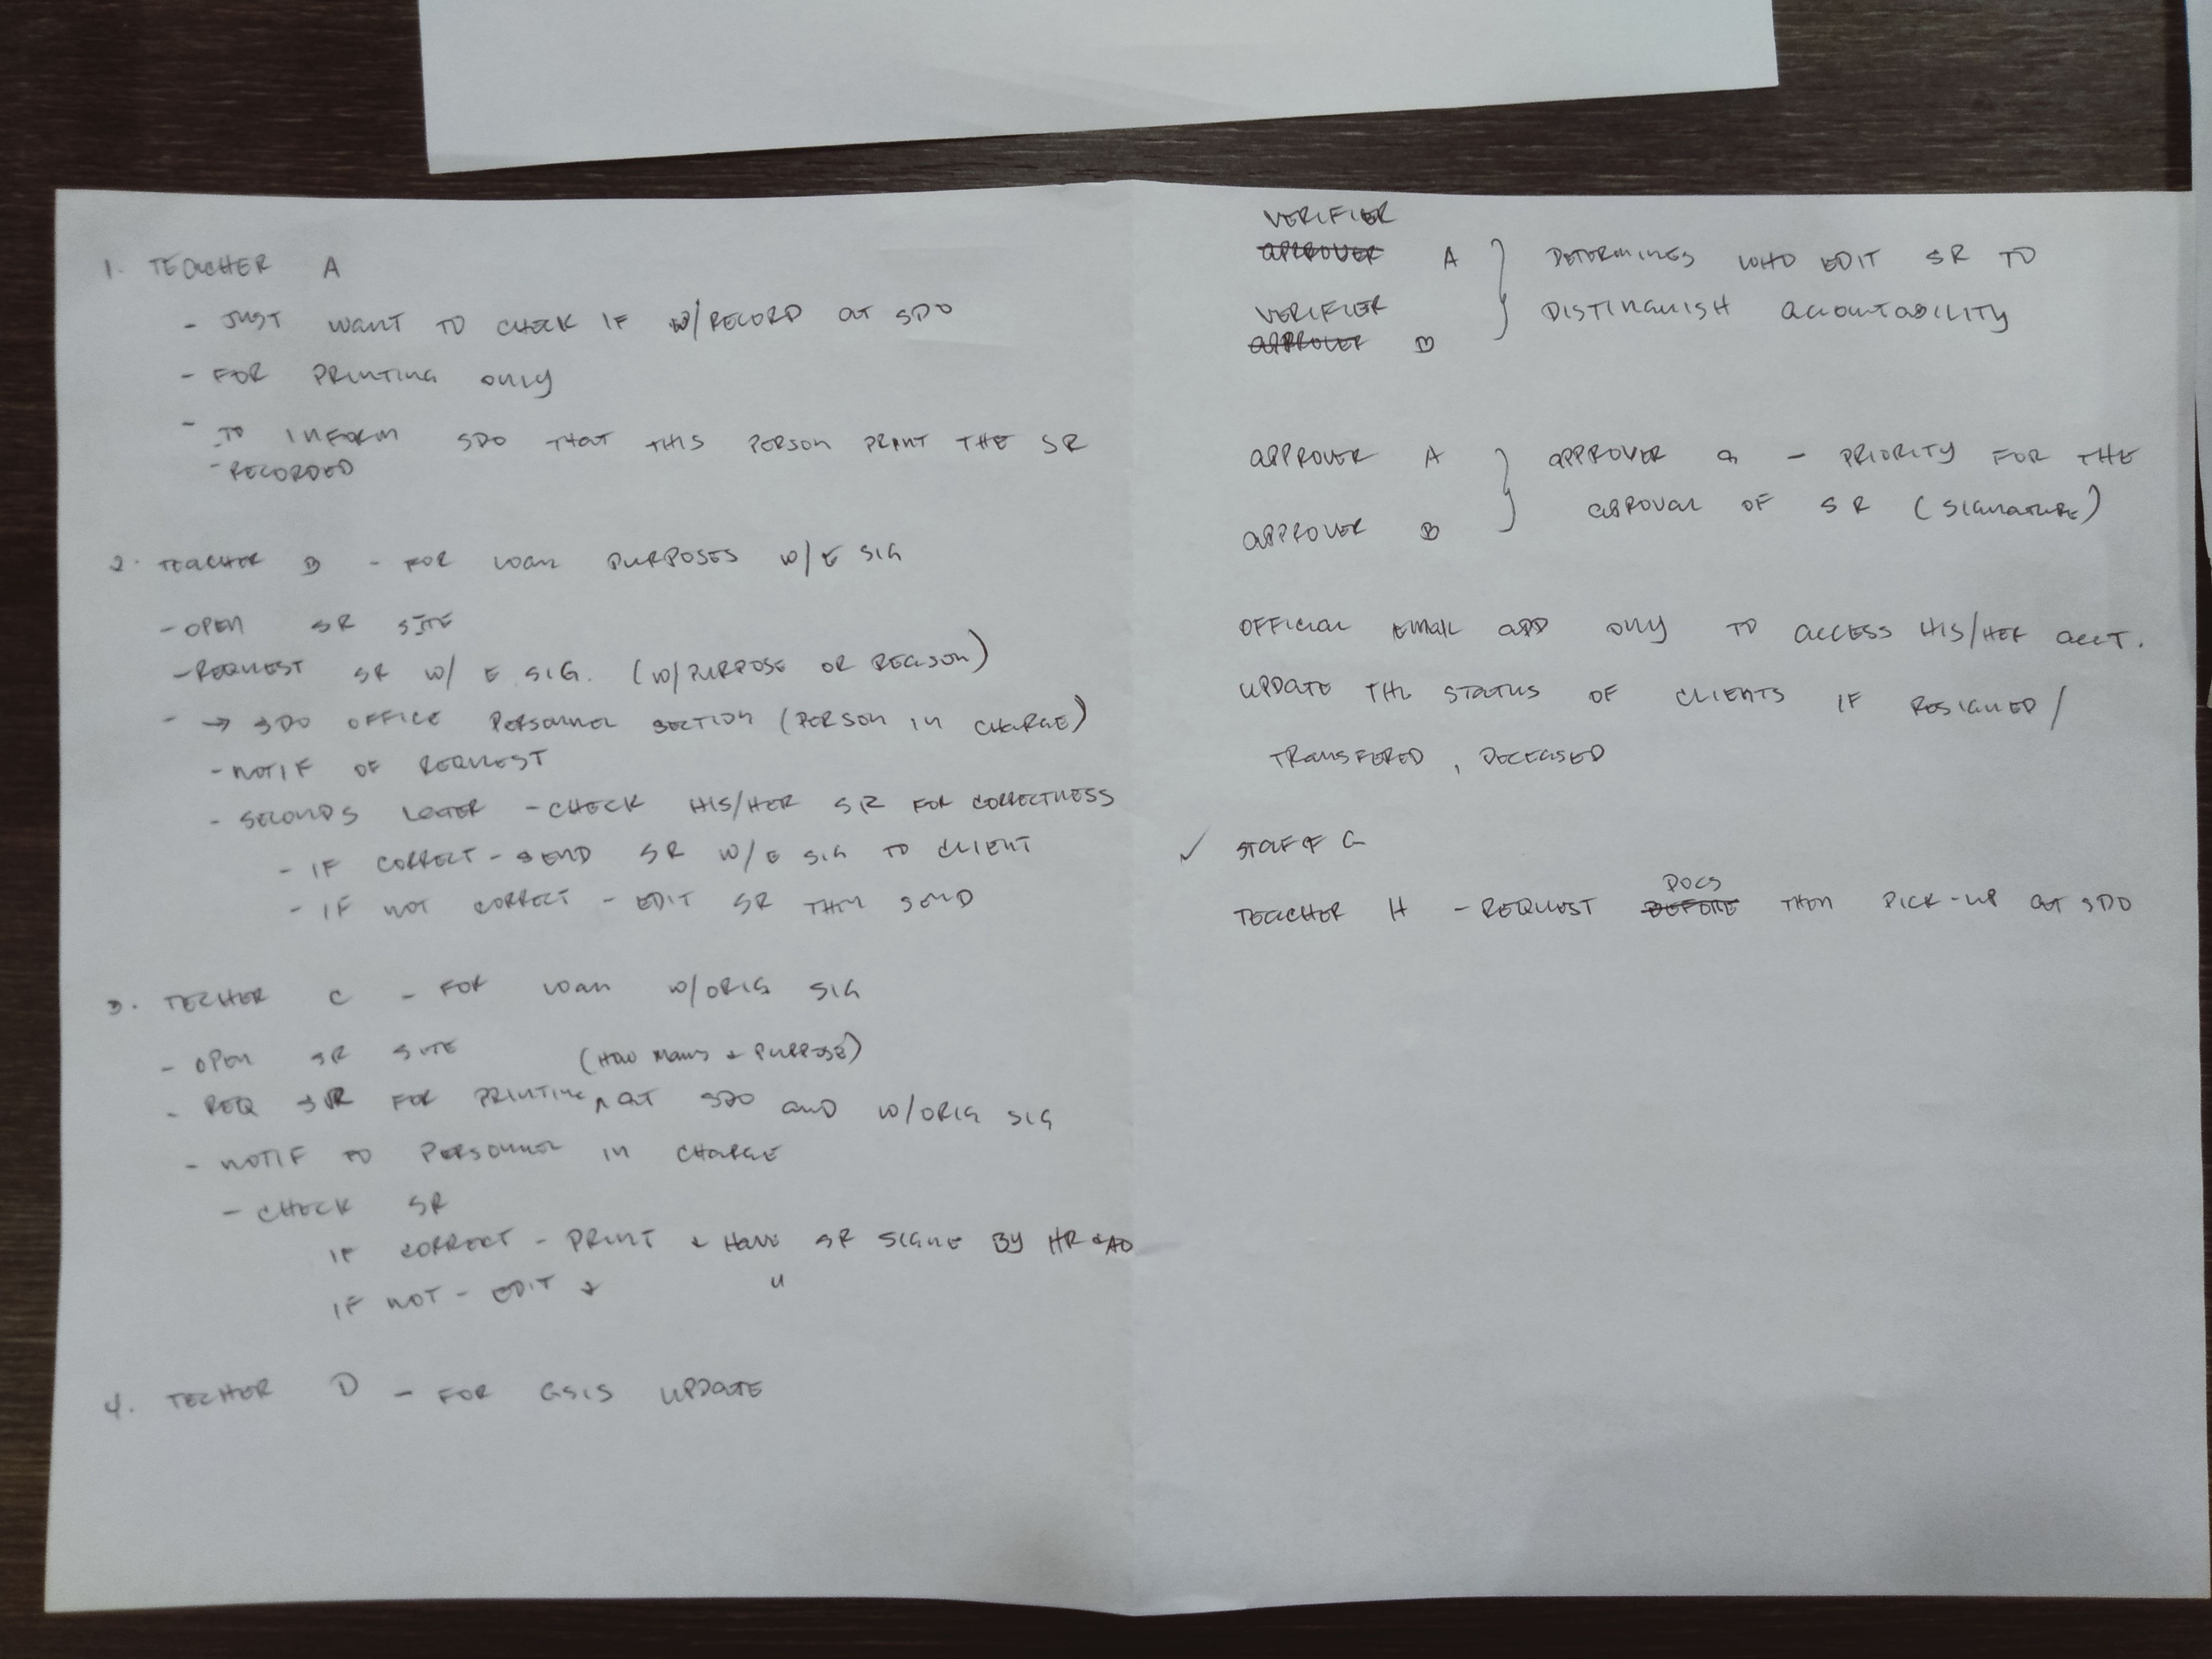 1. TEACHER A
- JUST WANT TO CHECK IF W/RECORD AT SDO
- FOR PRINTING ONLY
- TO INFORM SDO THAT THIS PERSON PRINT THE SR
- RECORDED
2. TEACHER B - FOR LOAN PURPOSES W/E SIG
- OPEN SR SITE
- REQUEST SR W/ E SIG. (W/PURPOSE OR REASON)
- → SDO OFFICE PERSONNEL SECTION (PERSON IN CHARGE)
- NOTIF OF REQUEST
- SECONDS LATER - CHECK HIS/HER SR FOR CORRECTNESS
- IF CORRECT - SEND SR W/E SIG TO CLIENT
- IF NOT CORRECT - EDIT SR THEN SEND
3. TECHER C - FOR LOAN W/ORIG SIG
- OPEN SR SITE (HOW MANY & PURPOSE)
- REQ SR FOR PRINTING ^ AT SDO AND W/ORIG SIG
- NOTIF TO PERSONNEL IN CHARGE
- CHECK SR
IF CORRECT - PRINT & HAVE SR SIGNE BY HR & AO
IF NOT - EDIT & "
4. TECHER D - FOR GSIS UPDATE
VERIFIER
APPROVER A } DETERMINES WHO EDIT SR TO
VERIFIER DISTINGUISH ACCOUNTABILITY
APPROVER B
APPROVER A } APPROVER A - PRIORITY FOR THE
APPROVER B APPROVAL OF SR (SIGNATURE)
OFFICIAL EMAIL ADD ONLY TO ACCESS HIS/HER ACCT.
UPDATE THE STATUS OF CLIENTS IF RESIGNED/
TRANSFERED, DECEASED
✓ STAFF G
DOCS
TEACHER H - REQUEST BEFORE THEN PICK-UP AT SDO